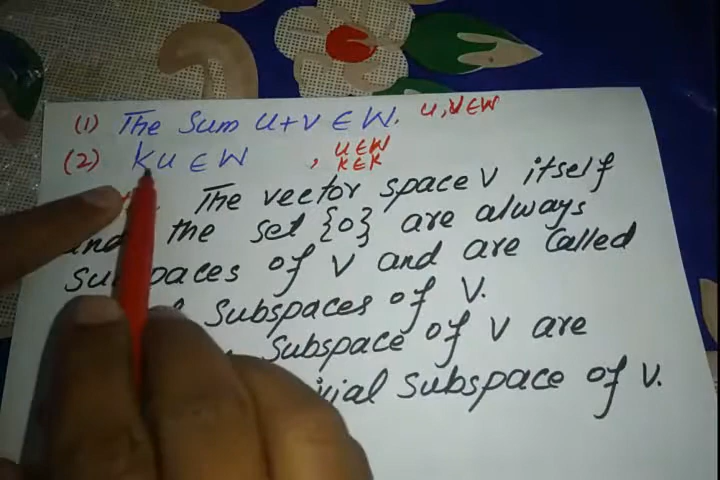 (1) The Sum U+V ∈ W. U,V∈W
(2) KU ∈ W , U∈W
K∈K
The vector space V itself
the set {0} are always
of V and are called
Subspaces of V.
Subspace of V are
Subspace of V.